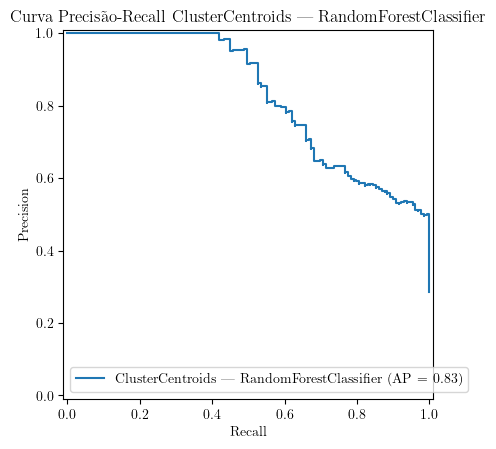 Curva Precisão-Recall ClusterCentroids — RandomForestClassifier
1.0
0.8
0.6
0.4
0.2
0.0
Precision
ClusterCentroids — RandomForestClassifier (AP = 0.83)
0.0 0.2 0.4 0.6 0.8 1.0
Recall